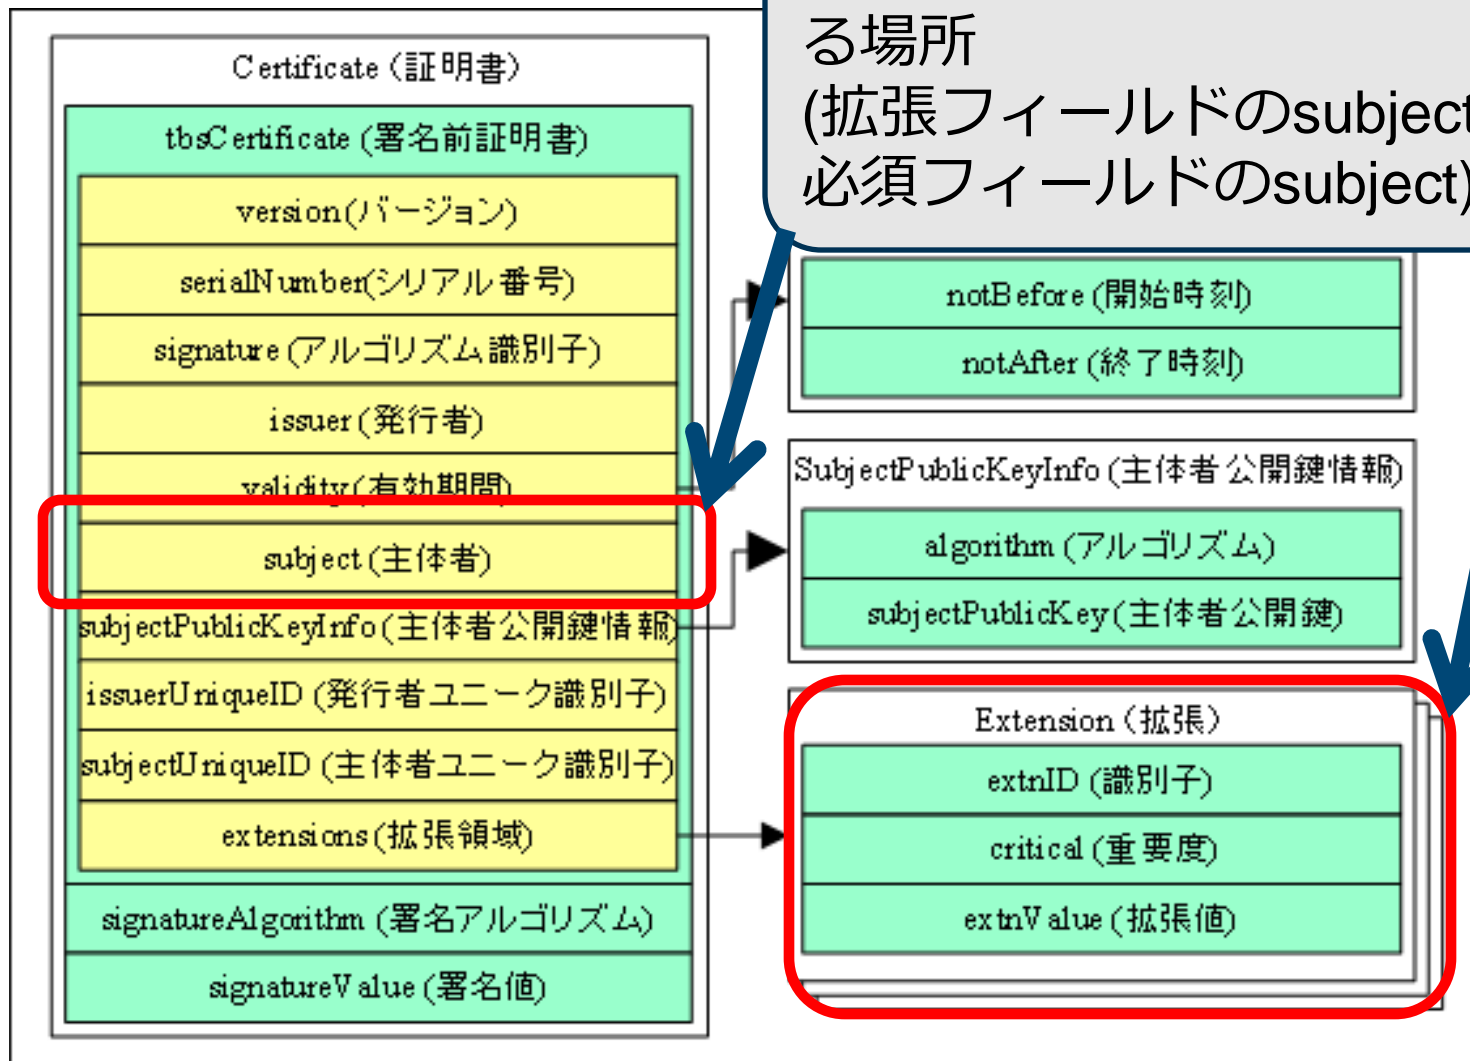 る場所
(拡張フィールドのsubject
必須フィールドのsubject)
Certificate (証明書)
tbsCertificate (署名前証明書)
version(バージョン)
serialNumber(シリアル番号)
signature (アルゴリズム識別子)
issuer (発行者)
validity (有効期間)
subject (主体者)
subjectPublicKeyInfo (主体者公開鍵情報)
issuerUniqueID (発行者ユニーク識別子)
subjectUniqueID (主体者ユニーク識別子)
extensions (拡張領域)
signatureAlgorithm (署名アルゴリズム)
signatureValue (署名値)
notBefore (開始時刻)
notAfter (終了時刻)
SubjectPublicKeyInfo (主体者公開鍵情報)
algorithm (アルゴリズム)
subjectPublicKey (主体者公開鍵)
Extension (拡張)
extnID (識別子)
critical (重要度)
extnValue (拡張値)